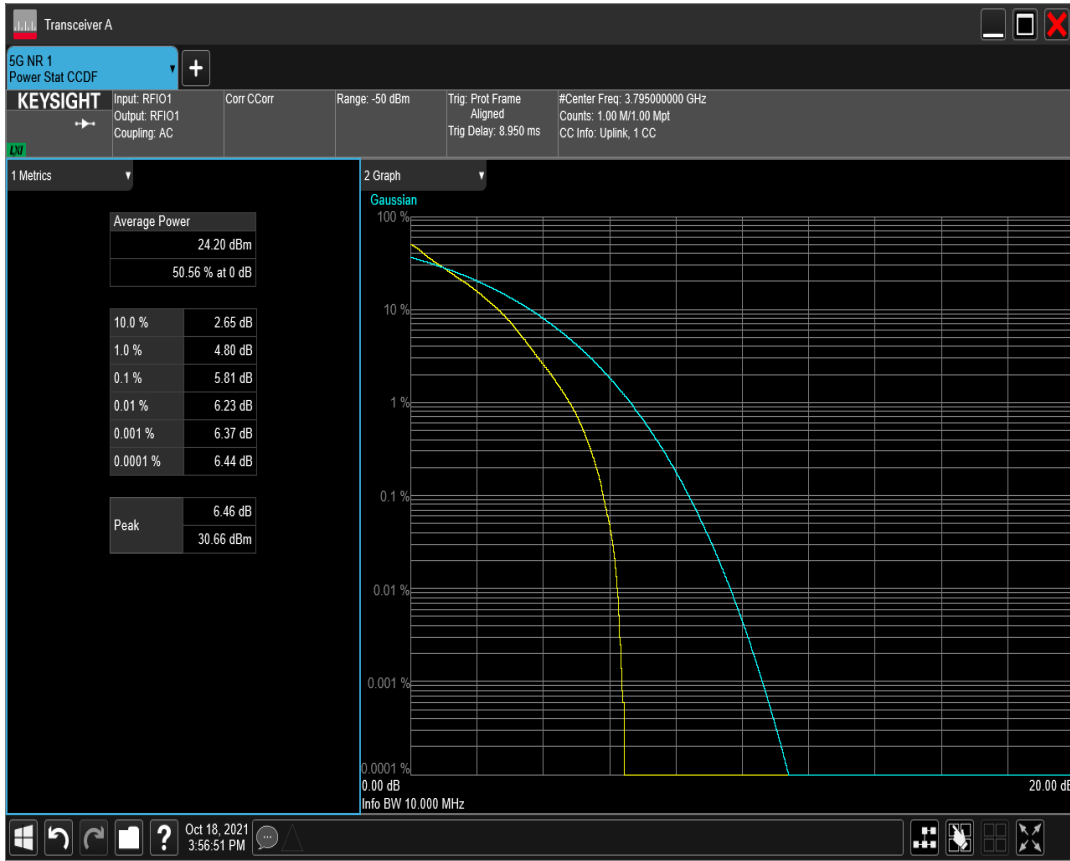 Transceiver A
5G NR 1
Power Stat CCDF
+
KEYSIGHT
LXI
Input: RFIO1
Output: RFIO1
Coupling: AC
Corr CCorr
Range: -50 dBm
Trig: Prot Frame
Aligned
Trig Delay: 8.950 ms
#Center Freq: 3.795000000 GHz
Counts: 1.00 M/1.00 Mpt
CC Info: Uplink, 1 CC
1 Metrics
Average Power
24.20 dBm
50.56 % at 0 dB
10.0 % 2.65 dB
1.0 % 4.80 dB
0.1 % 5.81 dB
0.01 % 6.23 dB
0.001 % 6.37 dB
0.0001 % 6.44 dB
Peak
6.46 dB
30.66 dBm
2 Graph
Gaussian
100 %
10 %
1 %
0.1 %
0.01 %
0.001 %
0.0001 %
0.00 dB 20.00 dB
Info BW 10.000 MHz
?
Oct 18, 2021
3:56:51 PM